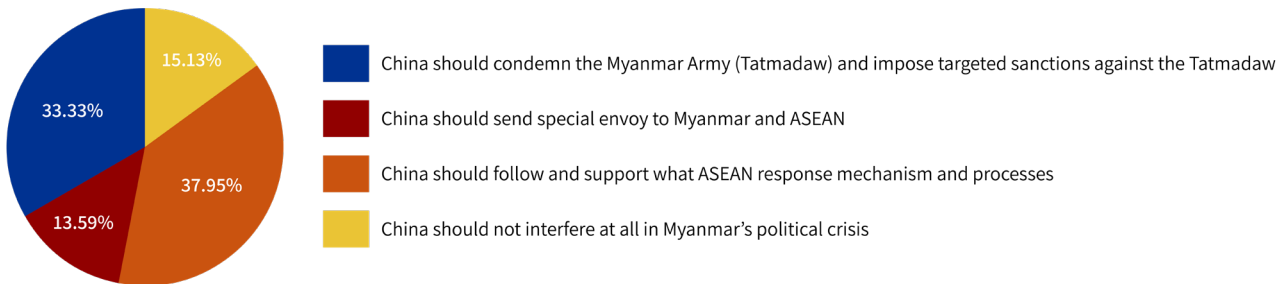 15.13%
33.33%
37.95%
13.59%
China should condemn the Myanmar Army (Tatmadaw) and impose targeted sanctions against the Tatmadaw
China should send special envoy to Myanmar and ASEAN
China should follow and support what ASEAN response mechanism and processes
China should not interfere at all in Myanmar’s political crisis